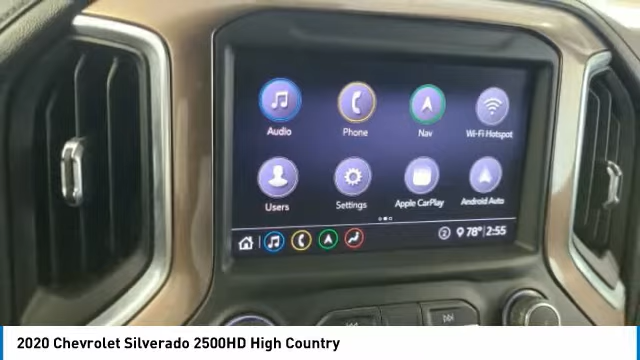 Audio Phone Nav Wi-Fi Hotspot
Users Settings Apple CarPlay Android Auto
2 78° 2:55
2020 Chevrolet Silverado 2500HD High Country